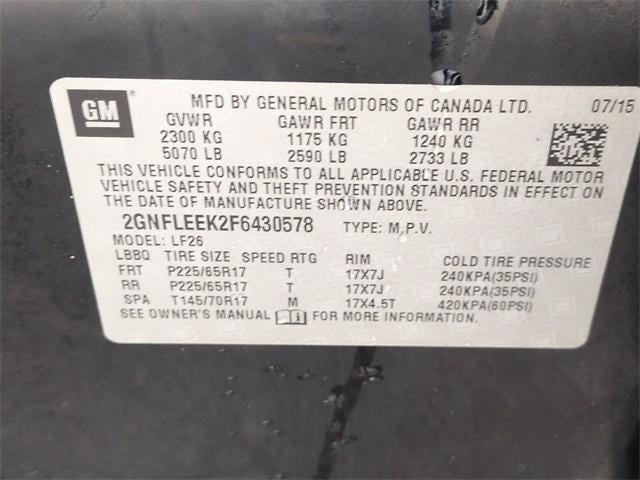 GM ® MFD BY GENERAL MOTORS OF CANADA LTD. 07/15
GVWR GAWR FRT GAWR RR
2300 KG 1175 KG 1240 KG
5070 LB 2590 LB 2733 LB
THIS VEHICLE CONFORMS TO ALL APPLICABLE U.S. FEDERAL MOTOR
VEHICLE SAFETY AND THEFT PREVENTION STANDARDS IN EFFECT ON
THE DATE OF MANUFACTURE SHOWN ABOVE.
2GNFLEEK2F6430578 TYPE: M.P.V.
MODEL: LF26
LBBQ TIRE SIZE SPEED RTG RIM COLD TIRE PRESSURE
FRT P225/65R17 T 17X7J 240KPA(35PSI)
RR P225/65R17 T 17X7J 240KPA(35PSI)
SPA T145/70R17 M 17X4.5T 420KPA(60PSI)
SEE OWNER'S MANUAL FOR MORE INFORMATION.